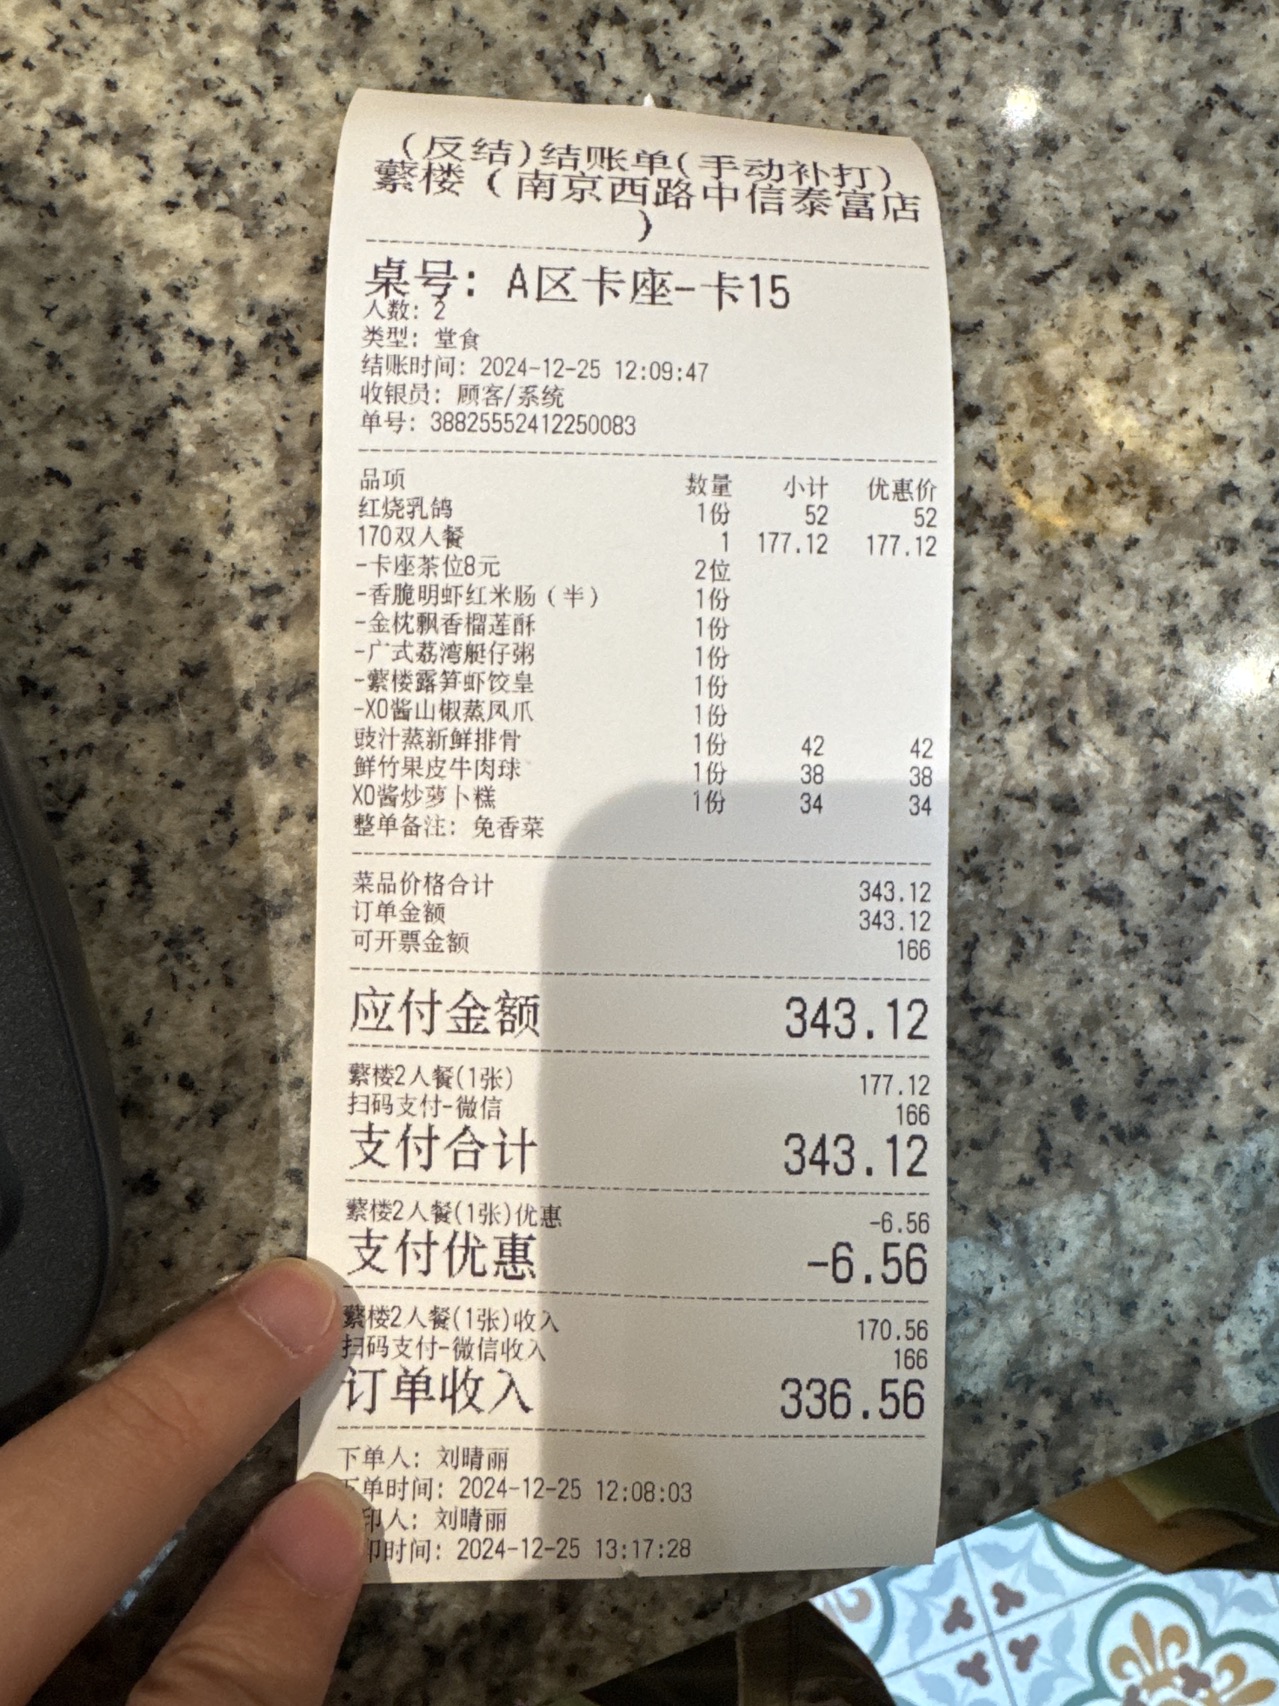 (反结)结账单(手动补打)
蘩楼（南京西路中信泰富店
）
桌号: A区卡座-卡15
人数: 2
类型: 堂食
结账时间: 2024-12-25 12:09:47
收银员: 顾客/系统
单号: 38825552412250083
品项 数量 小计 优惠价
红烧乳鸽 1份 52 52
170双人餐 1 177.12 177.12
-卡座茶位8元 2位
-香脆明虾红米肠（半） 1份
-金枕飘香榴莲酥 1份
-广式荔湾艇仔粥 1份
-蘩楼露笋虾饺皇 1份
-XO酱山椒蒸凤爪 1份
豉汁蒸新鲜排骨 1份 42 42
鲜竹果皮牛肉球 1份 38 38
XO酱炒萝卜糕 1份 34 34
整单备注: 免香菜
菜品价格合计 343.12
订单金额 343.12
可开票金额 166
应付金额 343.12
蘩楼2人餐(1张) 177.12
扫码支付-微信 166
支付合计 343.12
蘩楼2人餐(1张)优惠 -6.56
支付优惠 -6.56
蘩楼2人餐(1张)收入 170.56
扫码支付-微信收入 166
订单收入 336.56
下单人: 刘晴丽
下单时间: 2024-12-25 12:08:03
印人: 刘晴丽
印时间: 2024-12-25 13:17:28